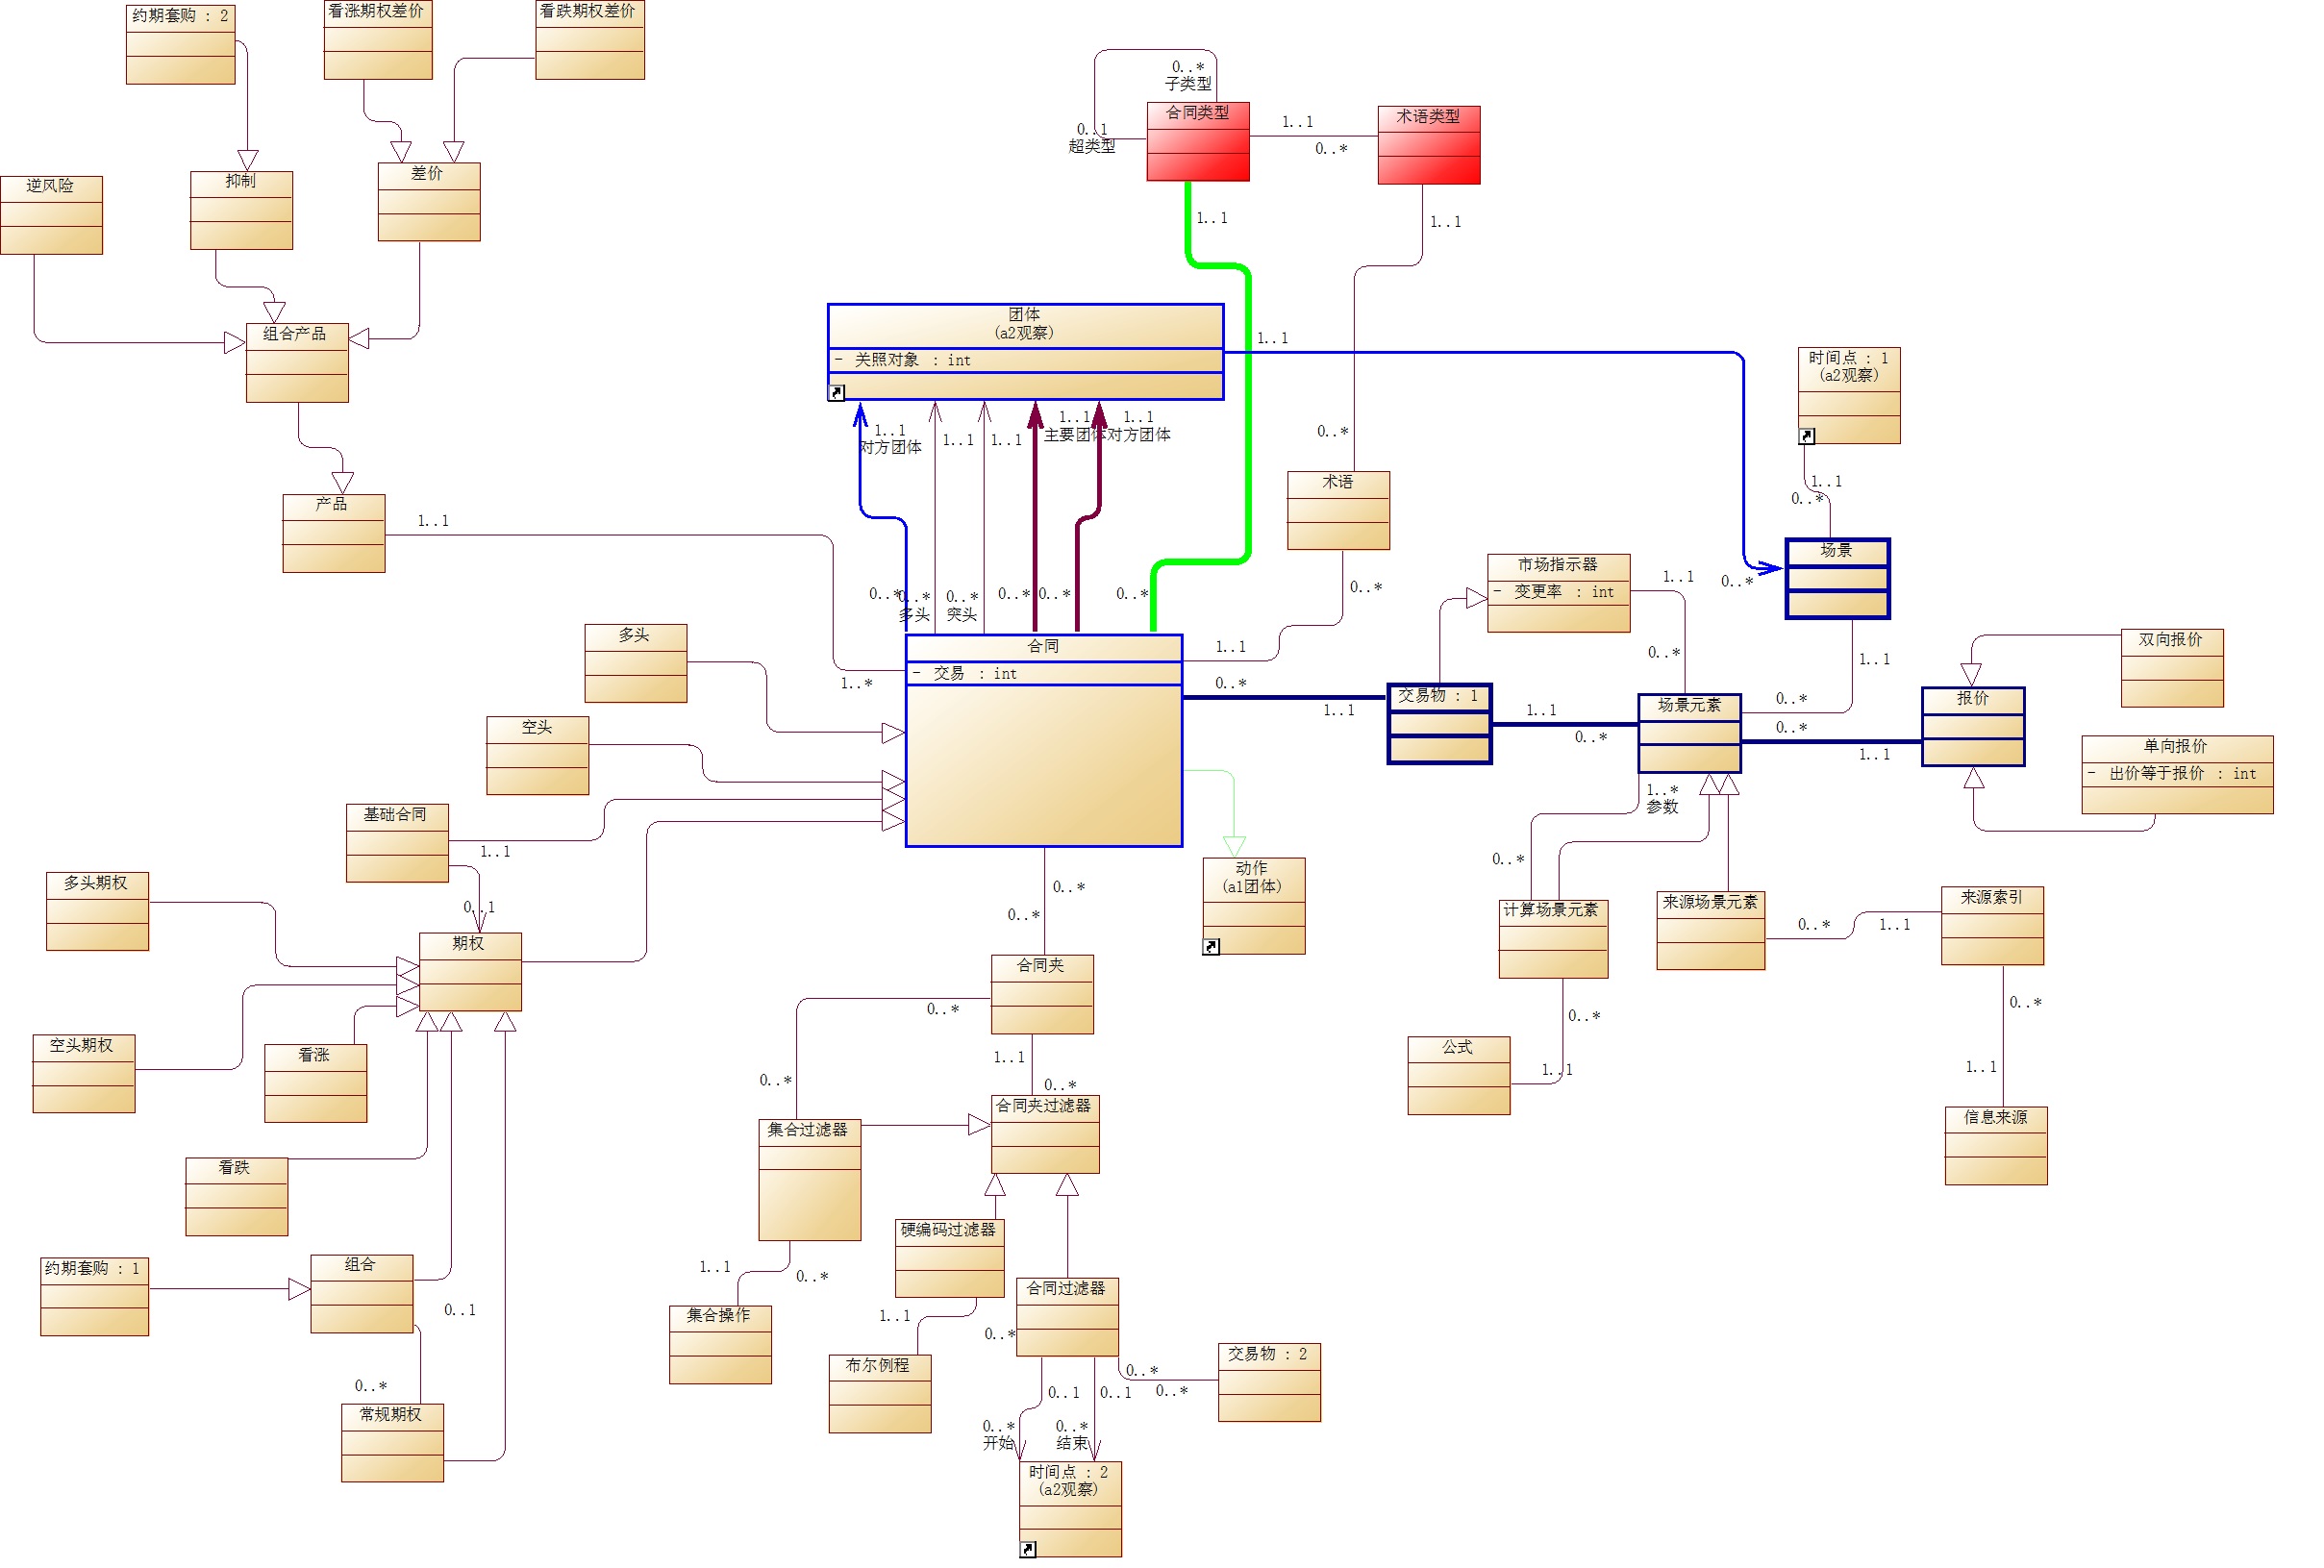 约期套购 : 2
看涨期权差价
看跌期权差价
0..*
子类型
合同类型
0..1
超类型
1..1
0..*
术语类型
逆风险
抑制
差价
1..1
1..1
组合产品
团体
(a2观察)
- 关照对象 : int
1..1
时间点 : 1
(a2观察)
1..1
对方团体
1..1
1..1
1..1
主要团体
1..1
对方团体
0..*
术语
1..1
0..*
产品
1..1
场景
0..*
0..*
多头
0..*
0..*
突头
0..*
0..*
0..*
0..*
市场指示器
- 变更率 : int
1..1
0..*
多头
合同
- 交易 : int
1..*
1..1
0..*
1..1
交易物 : 1
1..1
0..*
0..*
场景元素
1..1
0..*
0..*
1..1
报价
双向报价
单向报价
- 出价等于报价 : int
空头
基础合同
1..1
0..1
1..*
参数
0..*
动作
(a1团体)
0..*
0..*
多头期权
期权
计算场景元素
来源场景元素
0..*
1..1
来源索引
合同夹
0..*
1..1
0..*
0..*
空头期权
看涨
公式
0..*
1..1
0..*
1..1
信息来源
集合过滤器
合同夹过滤器
看跌
硬编码过滤器
1..1
0..*
约期套购 : 1
组合
0..1
0..*
常规期权
集合操作
1..1
布尔例程
合同过滤器
0..*
0..*
0..*
交易物 : 2
0..1
0..1
0..*
开始
0..*
结束
时间点 : 2
(a2观察)